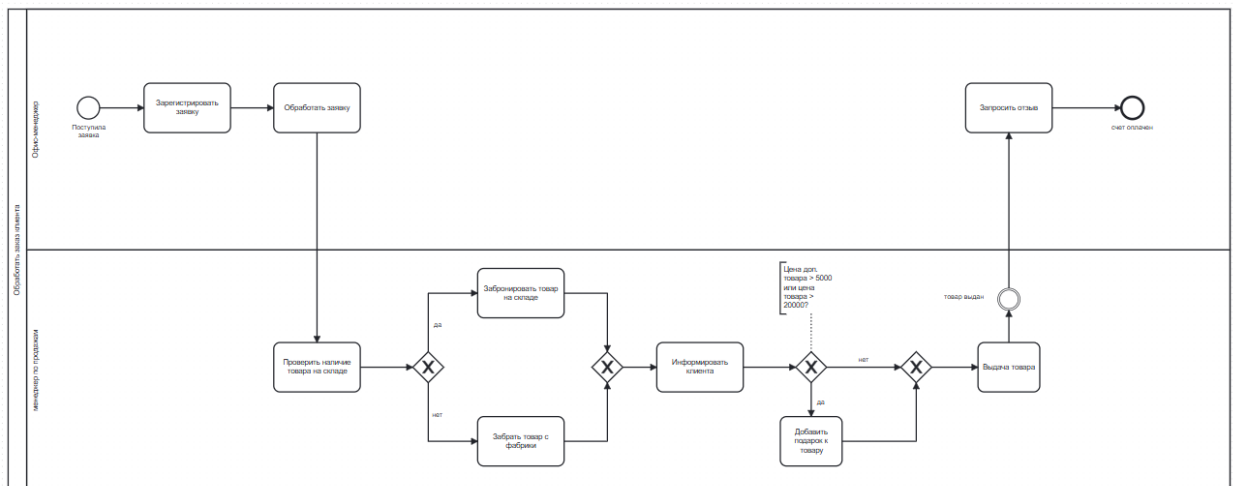 Обработать заказ клиента
Офис-менеджер
Поступила
заявка
Зарегистрировать
заявку
Обработать заявку
Запросить отзыв
счет оплачен
менеджер по продажам
Проверить наличие
товара на складе
да
нет
Забронировать товар
на складе
Забрать товар с
фабрики
Информировать
клиента
Цена доп.
товара > 5000
или цена
товара >
20000?
нет
да
Добавить
подарок к
товару
Выдача товара
товар выдан